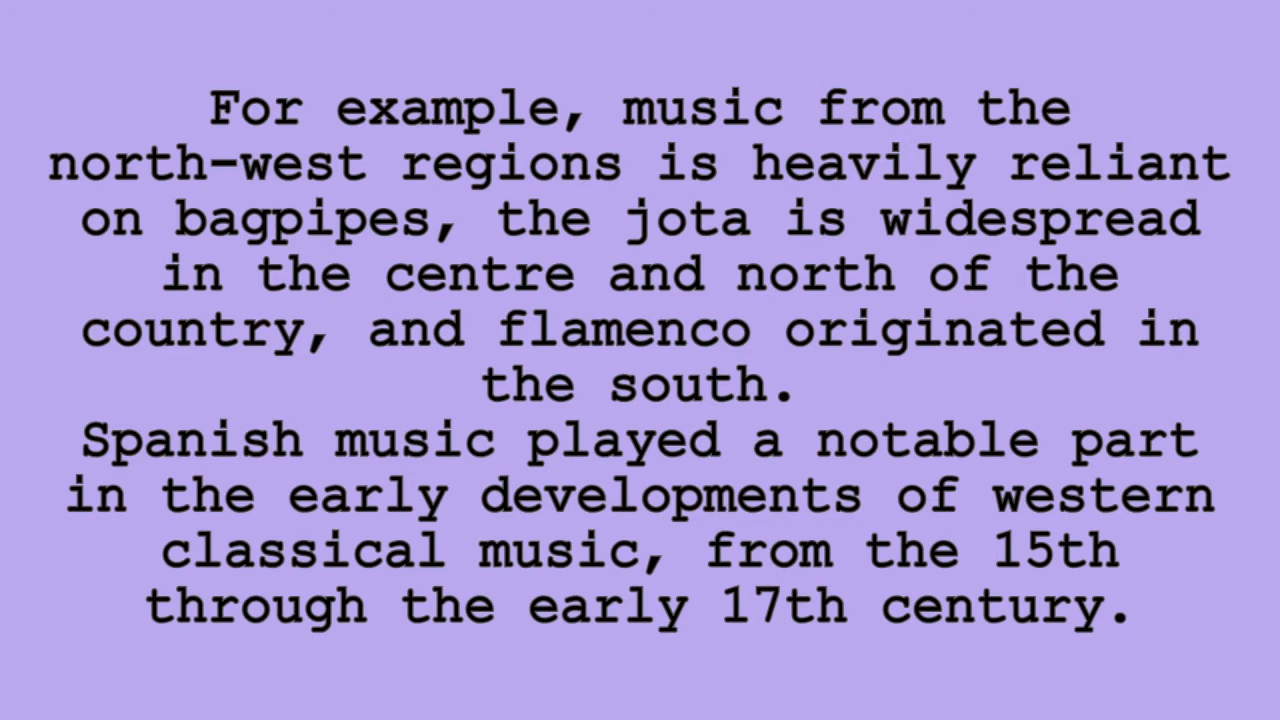 For example, music from the
north-west regions is heavily reliant
on bagpipes, the jota is widespread
in the centre and north of the
country, and flamenco originated in
the south.
Spanish music played a notable part
in the early developments of western
classical music, from the 15th
through the early 17th century.